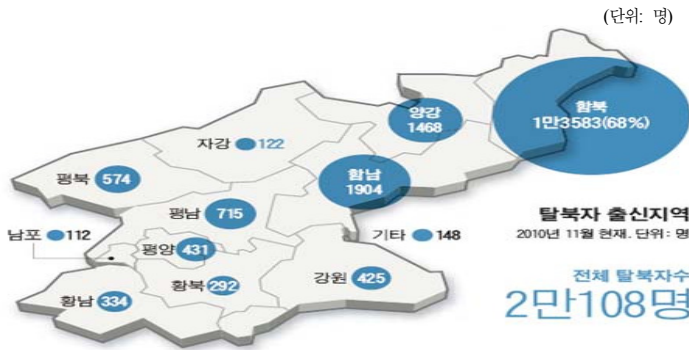 (단위: 명)
함북
1만3583(68%)
양강
1468
자강 122
함남
1904
평북 574
평남 715
남포 112
기타 148
평양 431
황남 334
황북 292
강원 425
탈북자 출신지역
2010년 11월 현재. 단위: 명
전체 탈북자수
2만108명